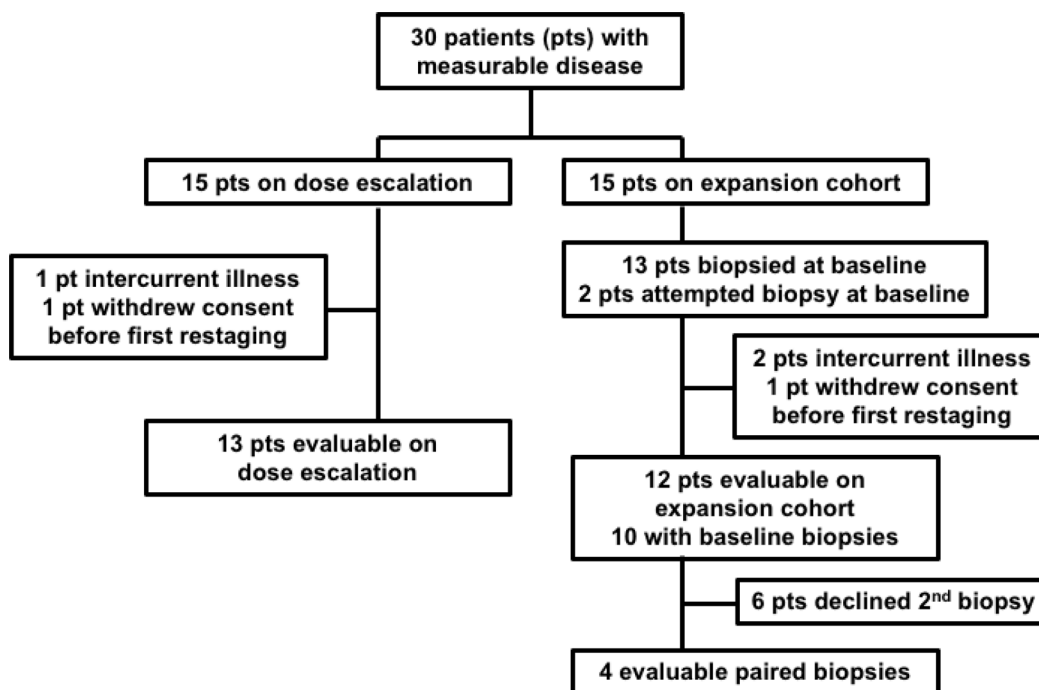 30 patients (pts) with
measurable disease
15 pts on dose escalation
15 pts on expansion cohort
1 pt intercurrent illness
1 pt withdrew consent
before first restaging
13 pts biopsied at baseline
2 pts attempted biopsy at baseline
2 pts intercurrent illness
1 pt withdrew consent
before first restaging
13 pts evaluable on
dose escalation
12 pts evaluable on
expansion cohort
10 with baseline biopsies
6 pts declined 2nd biopsy
4 evaluable paired biopsies